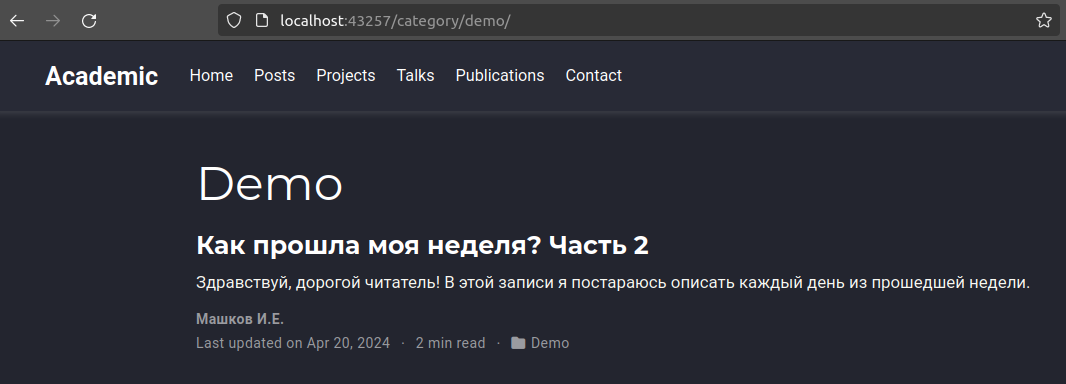 localhost:43257/category/demo/
Academic Home Posts Projects Talks Publications Contact
Demo
Как прошла моя неделя? Часть 2
Здравствуй, дорогой читатель! В этой записи я постараюсь описать каждый день из прошедшей недели.
Машков И.Е.
Last updated on Apr 20, 2024 · 2 min read · Demo